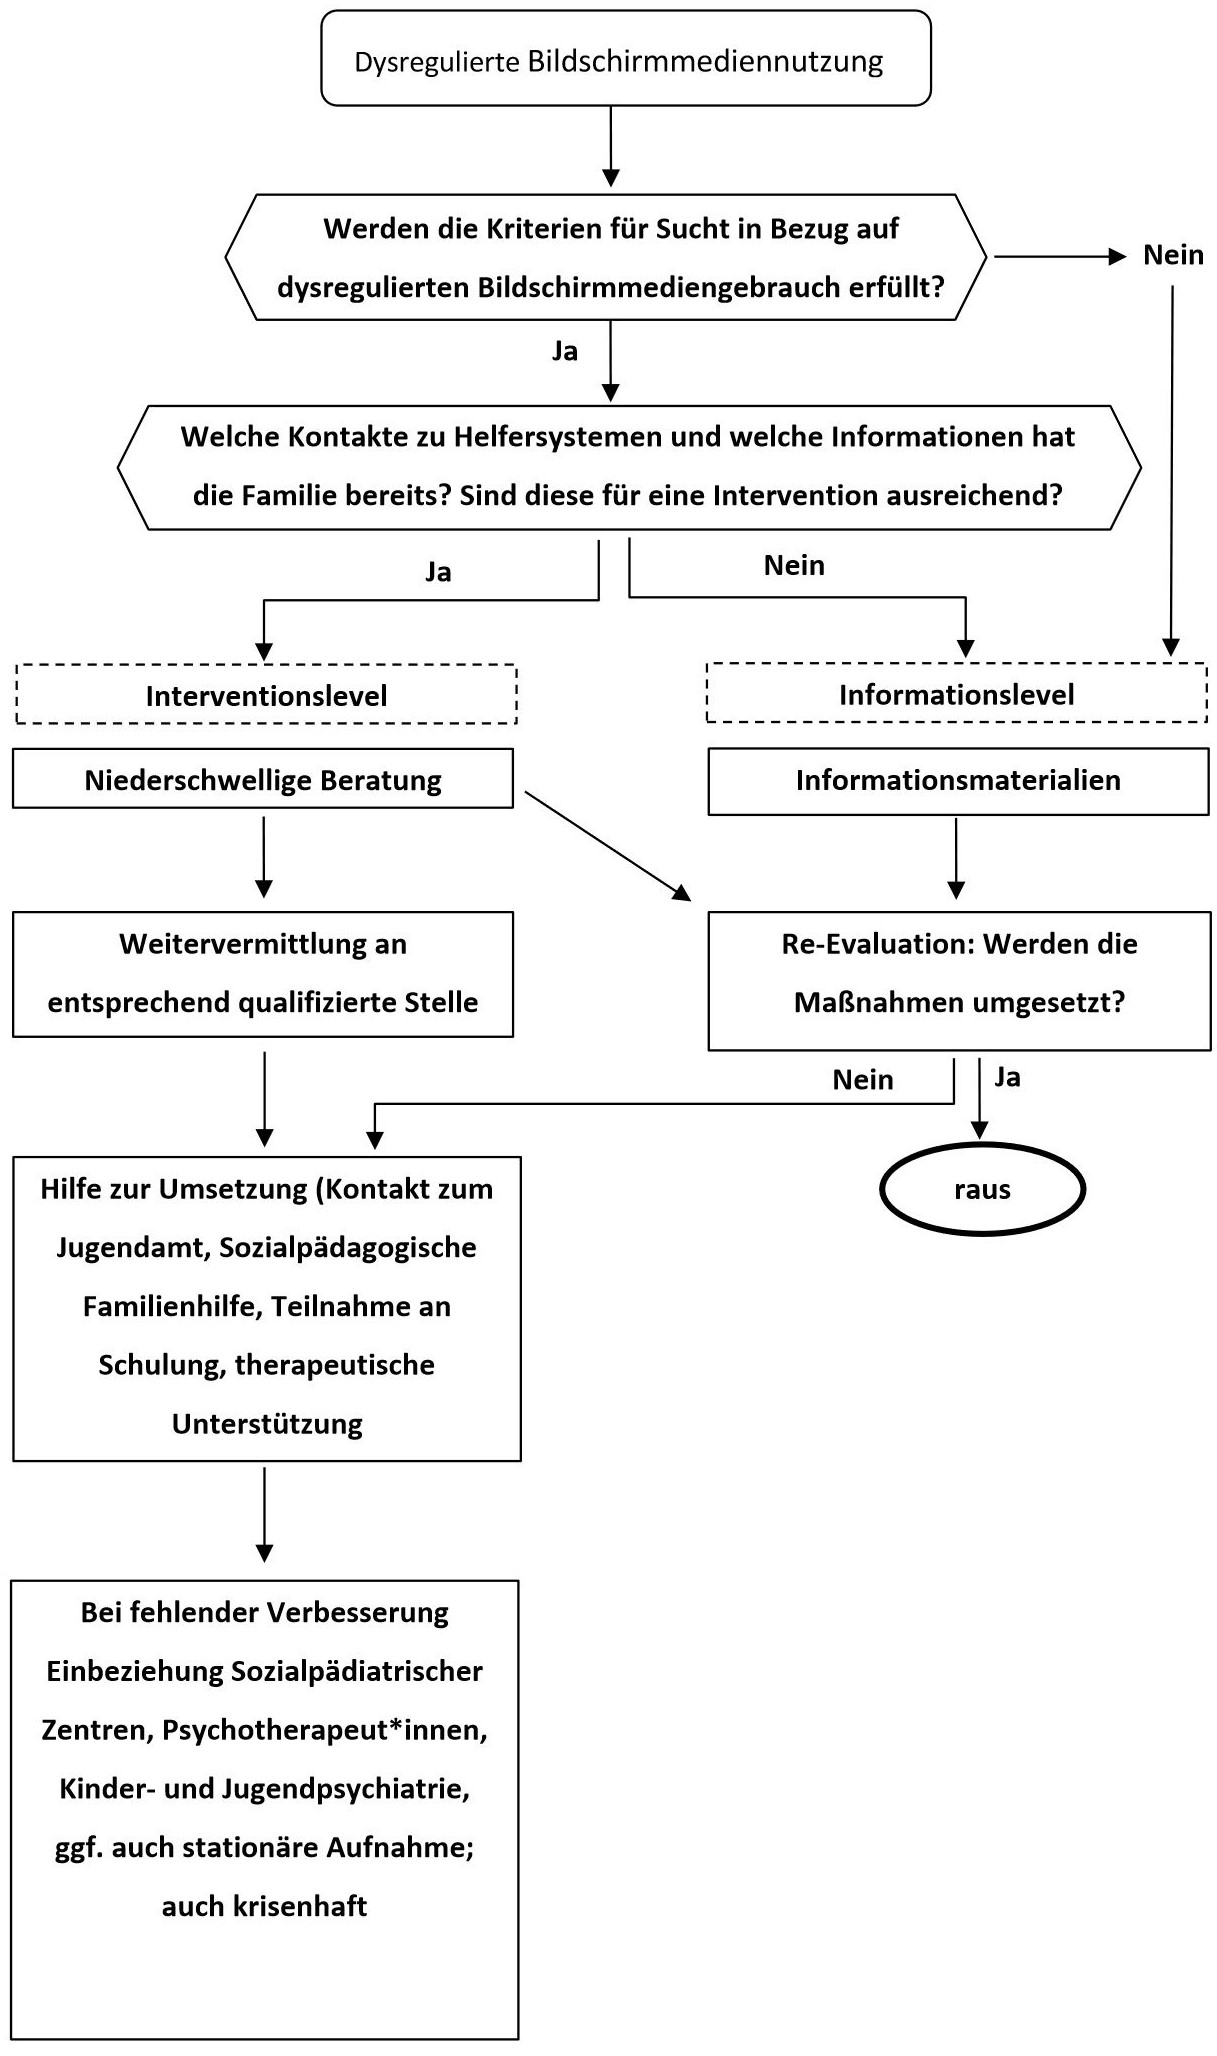 Dysregulierte Bildschirmmediennutzung
Werden die Kriterien für Sucht in Bezug auf
dysregulierten Bildschirmmediengebrauch erfüllt?
Nein
Ja
Welche Kontakte zu Helfersystemen und welche Informationen hat
die Familie bereits? Sind diese für eine Intervention ausreichend?
Ja
Nein
Interventionslevel
Informationslevel
Niederschwellige Beratung
Informationsmaterialien
Weitervermittlung an
entsprechend qualifizierte Stelle
Re-Evaluation: Werden die
Maßnahmen umgesetzt?
Nein
Ja
raus
Hilfe zur Umsetzung (Kontakt zum
Jugendamt, Sozialpädagogische
Familienhilfe, Teilnahme an
Schulung, therapeutische
Unterstützung
Bei fehlender Verbesserung
Einbeziehung Sozialpädiatrischer
Zentren, Psychotherapeut*innen,
Kinder- und Jugendpsychiatrie,
ggf. auch stationäre Aufnahme;
auch krisenhaft